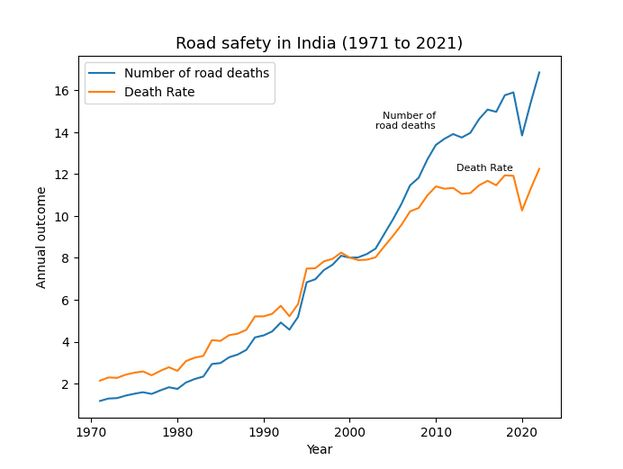 Road safety in India (1971 to 2021)
Number of road deaths
Death Rate
Number of
road deaths
Death Rate
16
14
12
10
8
6
4
2
Annual outcome
1970
1980
1990
2000
2010
2020
Year